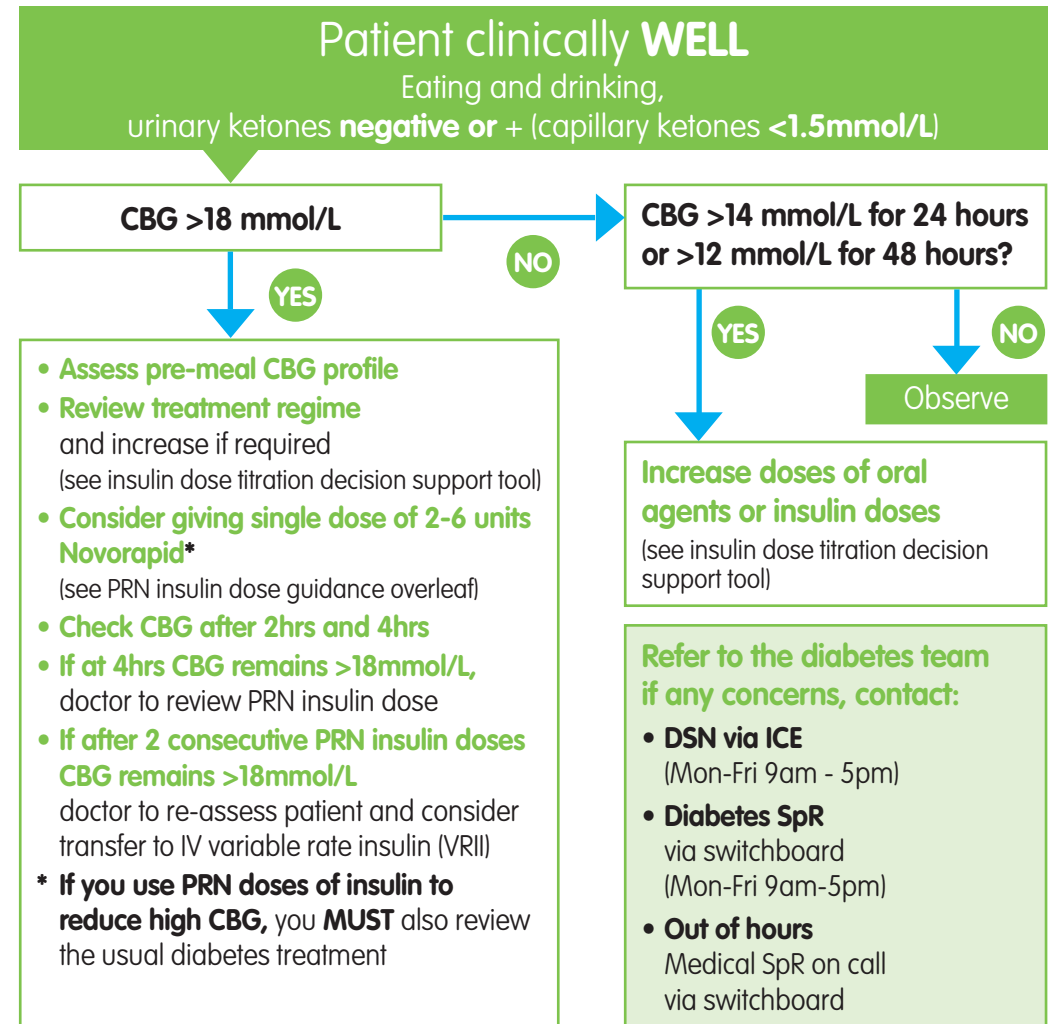 Patient clinically WELL
Eating and drinking,
urinary ketones negative or + (capillary ketones <1.5mmol/L)
CBG >18 mmol/L
NO
YES
CBG >14 mmol/L for 24 hours
or >12 mmol/L for 48 hours?
YES
NO
Observe
• Assess pre-meal CBG profile
• Review treatment regime
and increase if required
(see insulin dose titration decision support tool)
• Consider giving single dose of 2-6 units
Novorapid*
(see PRN insulin dose guidance overleaf)
• Check CBG after 2hrs and 4hrs
• If at 4hrs CBG remains >18mmol/L,
doctor to review PRN insulin dose
• If after 2 consecutive PRN insulin doses
CBG remains >18mmol/L
doctor to re-assess patient and consider
transfer to IV variable rate insulin (VRII)
* If you use PRN doses of insulin to
reduce high CBG, you MUST also review
the usual diabetes treatment
Increase doses of oral
agents or insulin doses
(see insulin dose titration decision
support tool)
Refer to the diabetes team
if any concerns, contact:
• DSN via ICE
(Mon-Fri 9am - 5pm)
• Diabetes SpR
via switchboard
(Mon-Fri 9am-5pm)
• Out of hours
Medical SpR on call
via switchboard